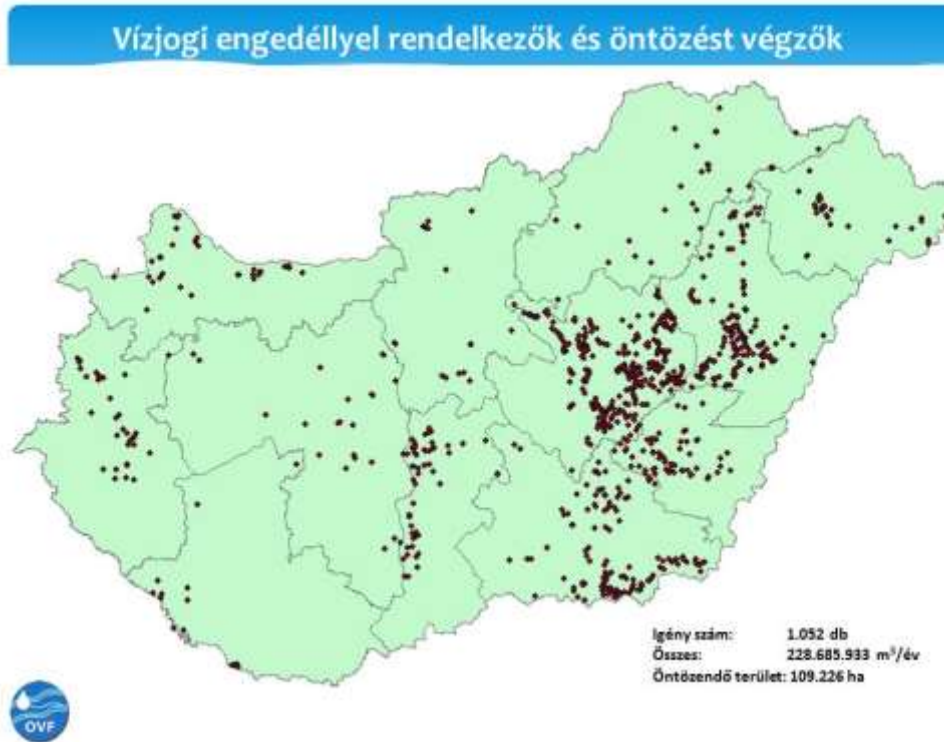 Vízjogi engedéllyel rendelkezők és öntözést végzők
Igény szám: 1.052 db
Összes: 228.685.933 m³/év
Öntözendő terület: 109.226 ha
OVF